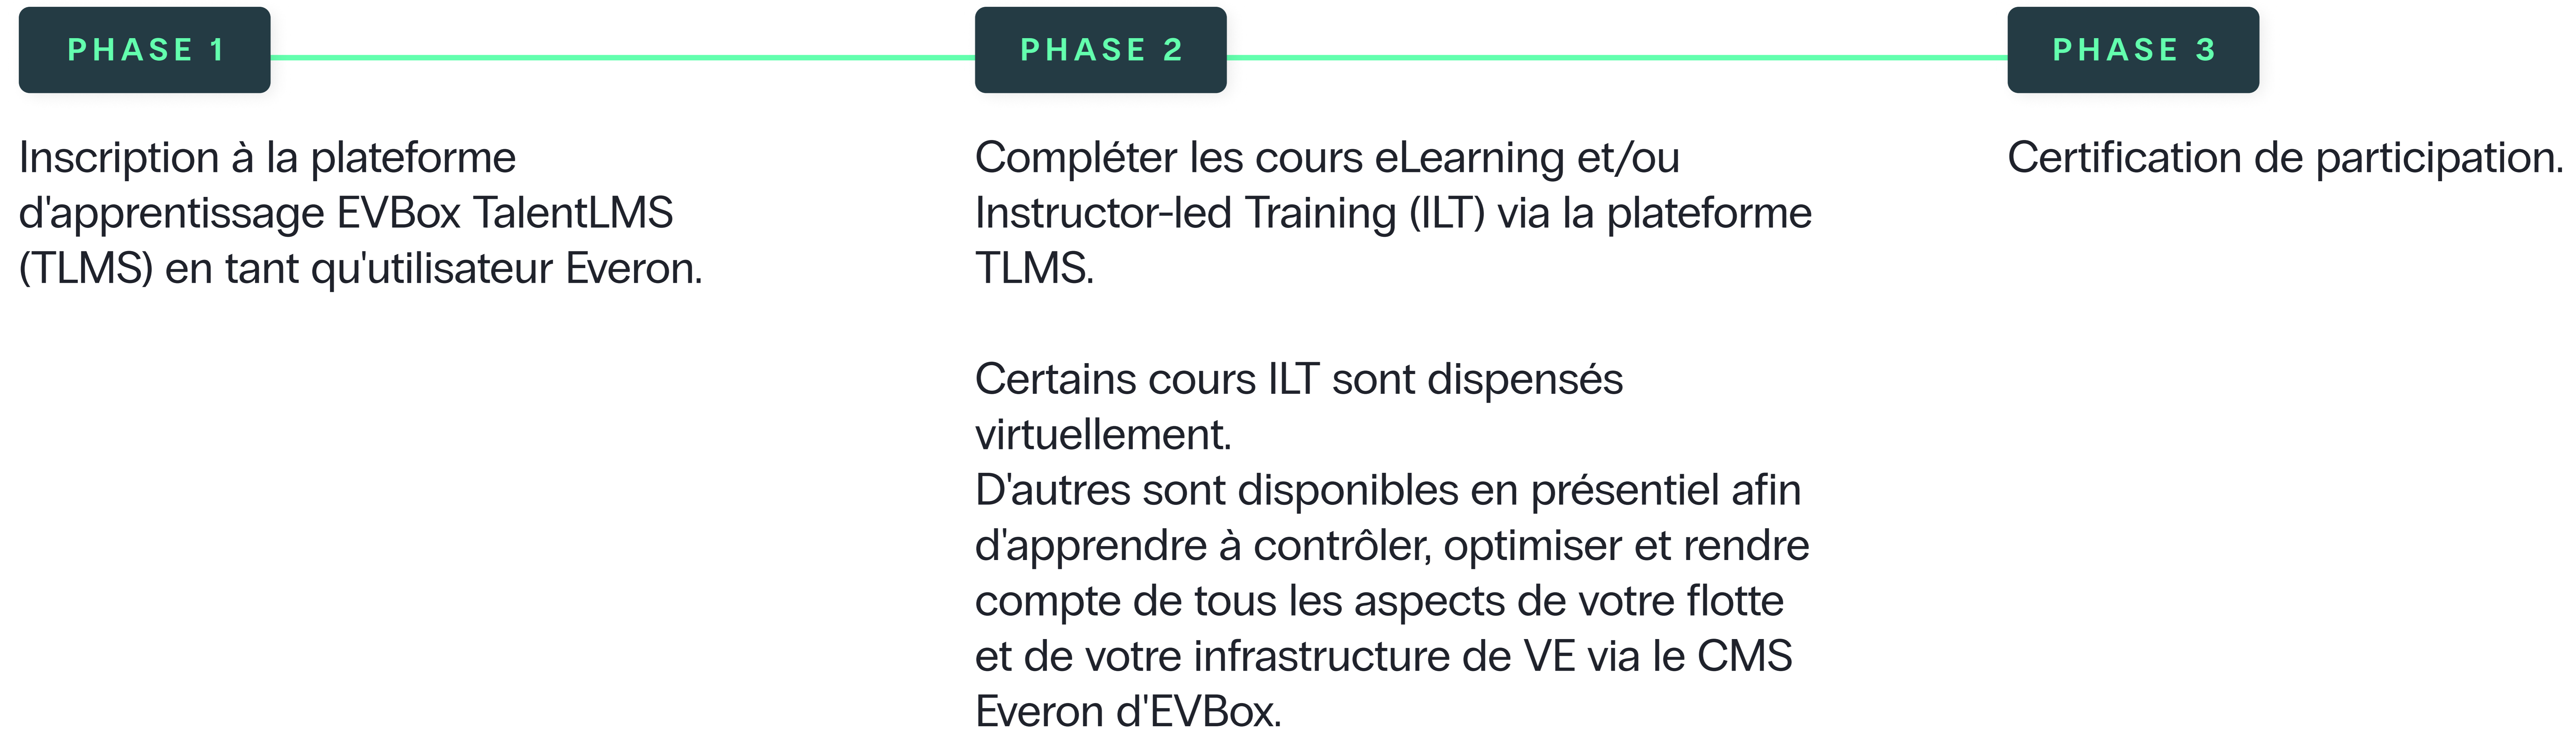 PHASE 1
Inscription à la plateforme
d'apprentissage EVBox TalentLMS
(TLMS) en tant qu'utilisateur Everon.
PHASE 2
Compléter les cours eLearning et/ou
Instructor-led Training (ILT) via la plateforme
TLMS.
Certains cours ILT sont dispensés
virtuellement.
D'autres sont disponibles en présentiel afin
d'apprendre à contrôler, optimiser et rendre
compte de tous les aspects de votre flotte
et de votre infrastructure de VE via le CMS
Everon d'EVBox.
PHASE 3
Certification de participation.